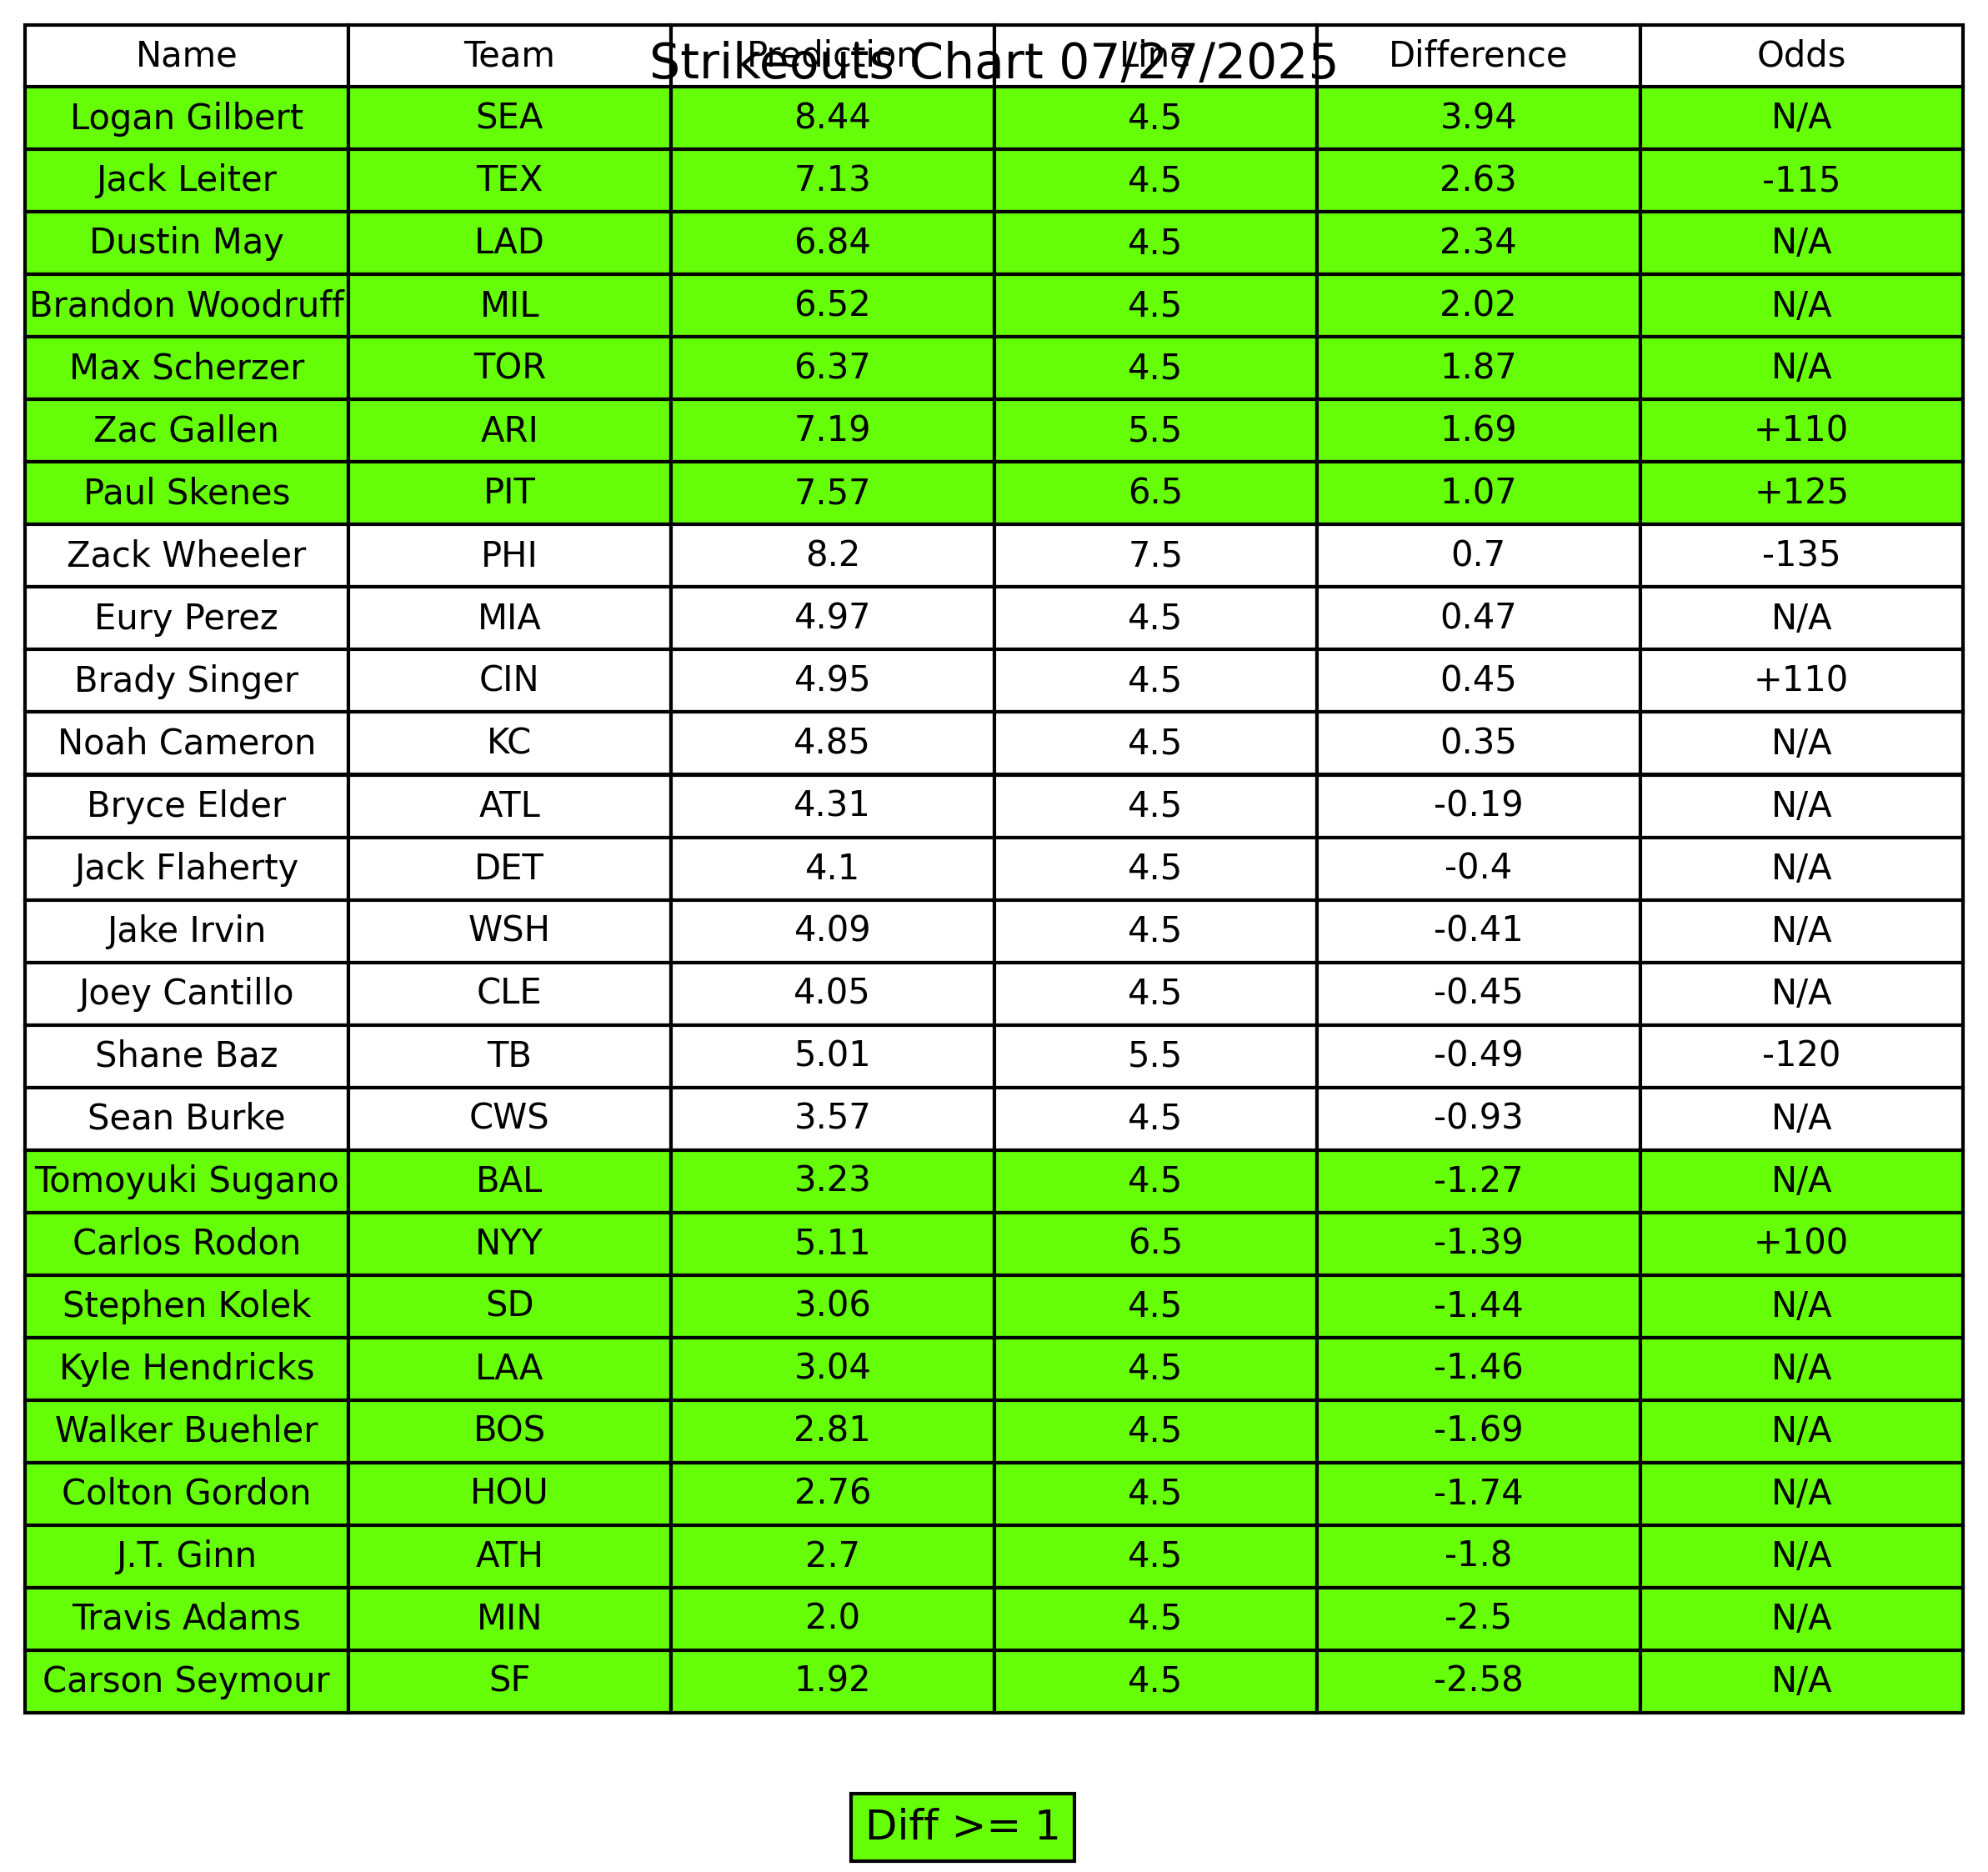 Strikeouts Chart 07/27/2025
Name Team Prediction Line Difference Odds
Logan Gilbert SEA 8.44 4.5 3.94 N/A
Jack Leiter TEX 7.13 4.5 2.63 -115
Dustin May LAD 6.84 4.5 2.34 N/A
Brandon Woodruff MIL 6.52 4.5 2.02 N/A
Max Scherzer TOR 6.37 4.5 1.87 N/A
Zac Gallen ARI 7.19 5.5 1.69 +110
Paul Skenes PIT 7.57 6.5 1.07 +125
Zack Wheeler PHI 8.2 7.5 0.7 -135
Eury Perez MIA 4.97 4.5 0.47 N/A
Brady Singer CIN 4.95 4.5 0.45 +110
Noah Cameron KC 4.85 4.5 0.35 N/A
Bryce Elder ATL 4.31 4.5 -0.19 N/A
Jack Flaherty DET 4.1 4.5 -0.4 N/A
Jake Irvin WSH 4.09 4.5 -0.41 N/A
Joey Cantillo CLE 4.05 4.5 -0.45 N/A
Shane Baz TB 5.01 5.5 -0.49 -120
Sean Burke CWS 3.57 4.5 -0.93 N/A
Tomoyuki Sugano BAL 3.23 4.5 -1.27 N/A
Carlos Rodon NYY 5.11 6.5 -1.39 +100
Stephen Kolek SD 3.06 4.5 -1.44 N/A
Kyle Hendricks LAA 3.04 4.5 -1.46 N/A
Walker Buehler BOS 2.81 4.5 -1.69 N/A
Colton Gordon HOU 2.76 4.5 -1.74 N/A
J.T. Ginn ATH 2.7 4.5 -1.8 N/A
Travis Adams MIN 2.0 4.5 -2.5 N/A
Carson Seymour SF 1.92 4.5 -2.58 N/A
Diff >= 1